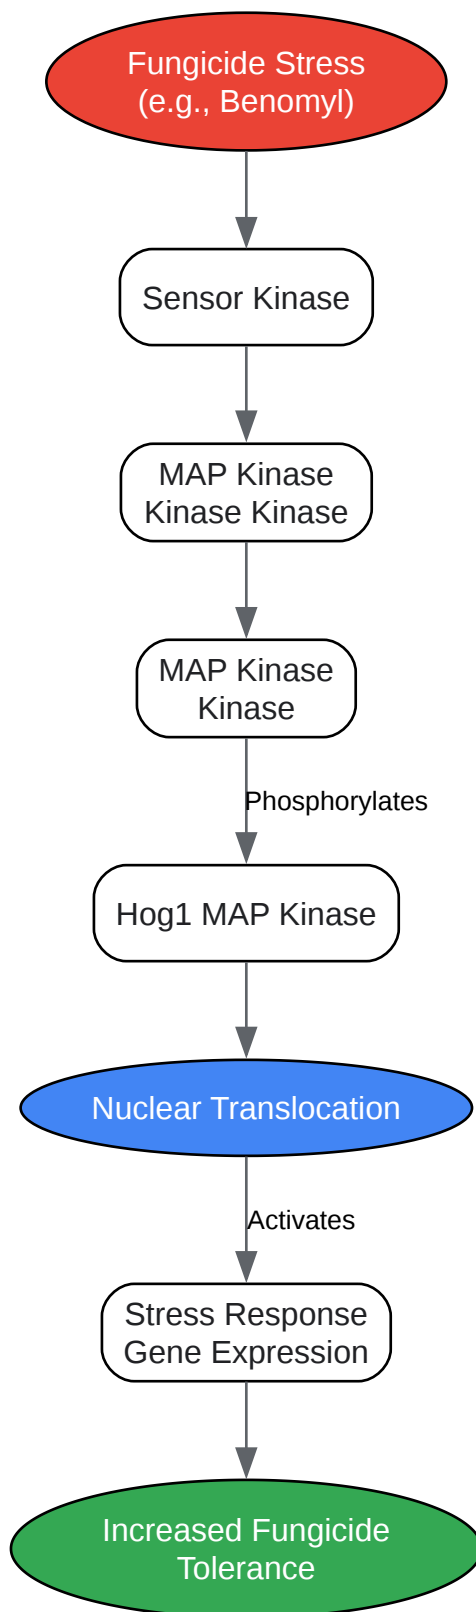 Fungicide Stress
(e.g., Benomyl)
Sensor Kinase
MAP Kinase
Kinase Kinase
MAP Kinase
Kinase
Phosphorylates
Hog1 MAP Kinase
Nuclear Translocation
Activates
Stress Response
Gene Expression
Increased Fungicide
Tolerance